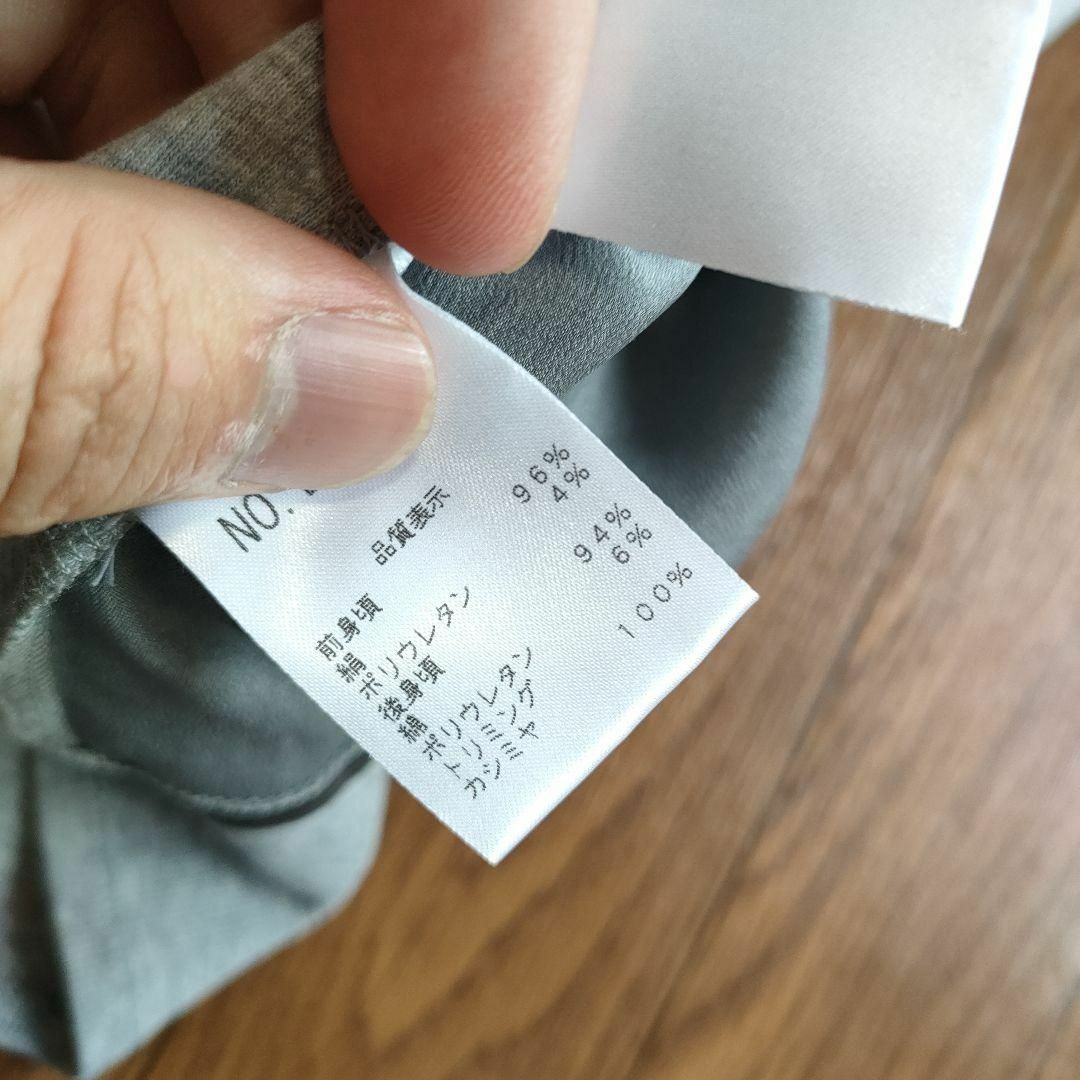 NO.
品質表示
前身頃
絹 96%
ポリウレタン 4%
後身頃
綿 94%
ポリウレタン 6%
トリミング
カシミヤ 100%